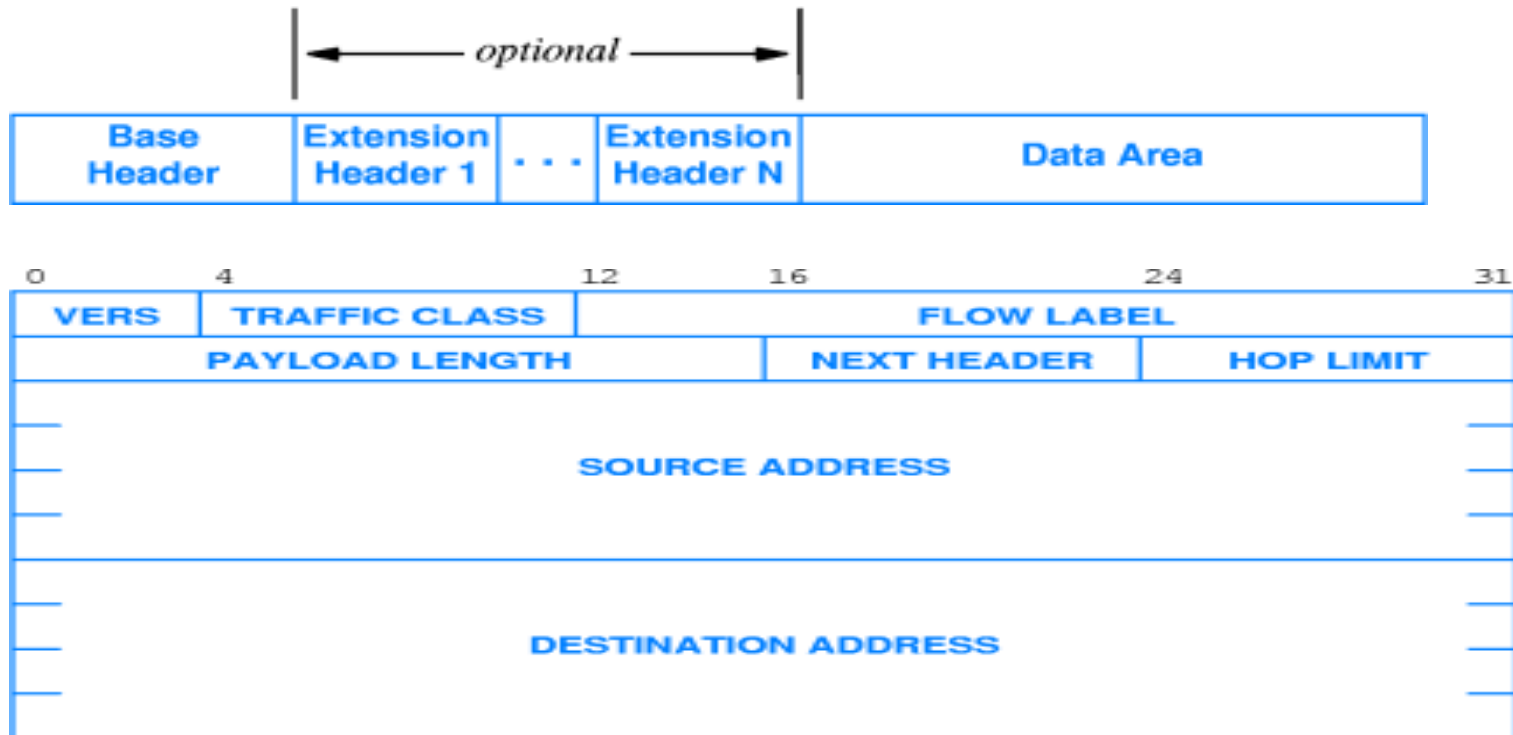 optional
Base Header
Extension Header 1
. . .
Extension Header N
Data Area
0 4 12 16 24 31
VERS TRAFFIC CLASS FLOW LABEL
PAYLOAD LENGTH NEXT HEADER HOP LIMIT
SOURCE ADDRESS
DESTINATION ADDRESS